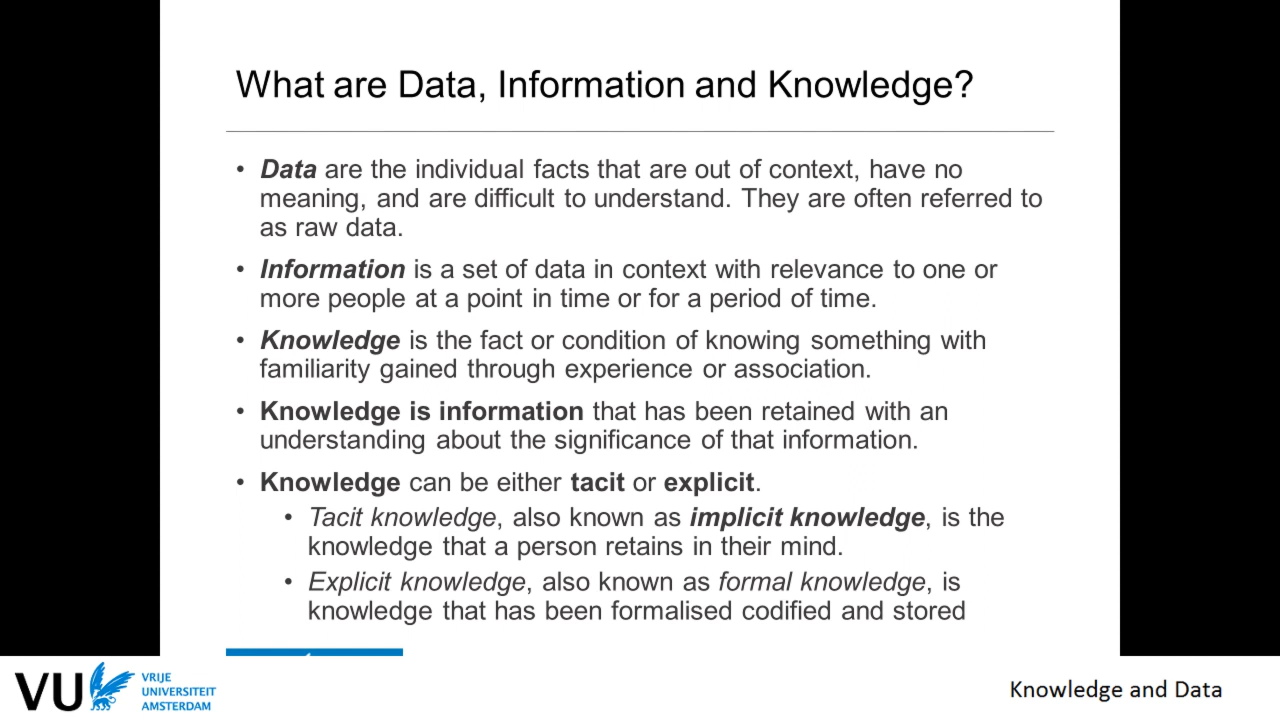 What are Data, Information and Knowledge?
• Data are the individual facts that are out of context, have no
meaning, and are difficult to understand. They are often referred to
as raw data.
• Information is a set of data in context with relevance to one or
more people at a point in time or for a period of time.
• Knowledge is the fact or condition of knowing something with
familiarity gained through experience or association.
• Knowledge is information that has been retained with an
understanding about the significance of that information.
• Knowledge can be either tacit or explicit.
• Tacit knowledge, also known as implicit knowledge, is the
knowledge that a person retains in their mind.
• Explicit knowledge, also known as formal knowledge, is
knowledge that has been formalised codified and stored
VU VRIJE
UNIVERSITEIT
AMSTERDAM
Knowledge and Data